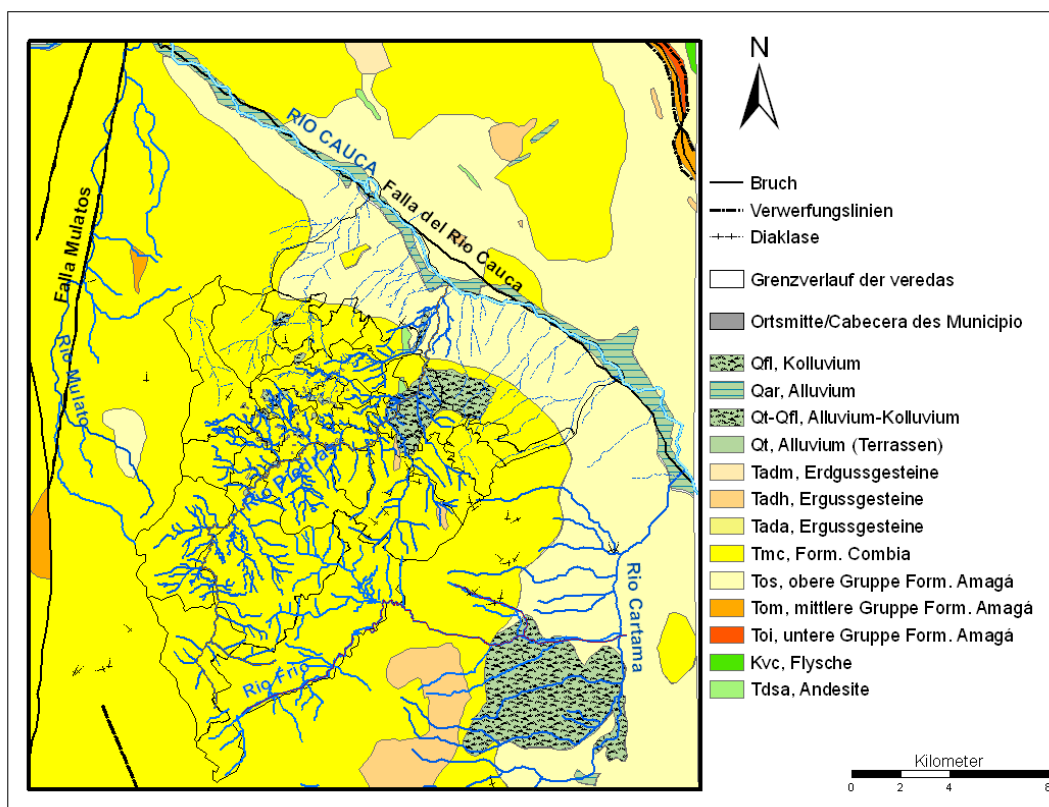 N
RIO CAUCA
Falla del Rio Cauca
Falla Mulatos
Rio Mulato
Rio Piedras
Rio Frio
Rio Cartama
Bruch
Verwerfungslinien
Diaklase
Grenzverlauf der veredas
Ortsmitte/Cabecera des Municipio
Qfl, Kolluvium
Qar, Alluvium
Qt-Qfl, Alluvium-Kolluvium
Qt, Alluvium (Terrassen)
Tadm, Erdgussgesteine
Tadh, Ergussgesteine
Tada, Ergussgesteine
Tmc, Form. Combia
Tos, obere Gruppe Form. Amagá
Tom, mittlere Gruppe Form. Amagá
Toi, untere Gruppe Form. Amagá
Kvc, Flysche
Tdsa, Andesite
Kilometer
0 2 4 8